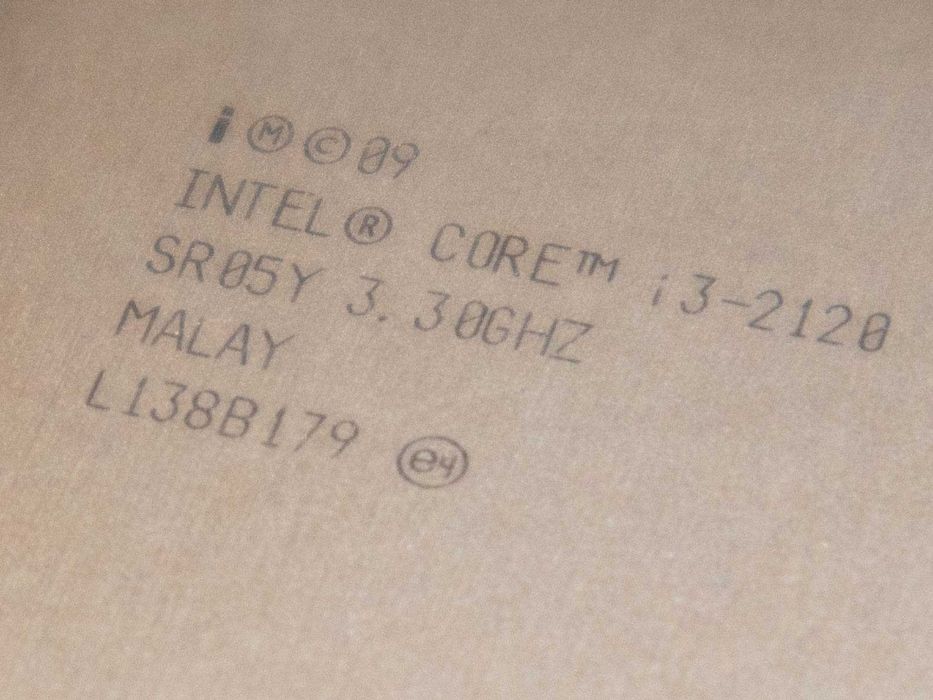 i Ⓜ © 09
INTEL® CORE™ i3-2120
SR05Y 3.30GHZ
MALAY
L138B179 e4